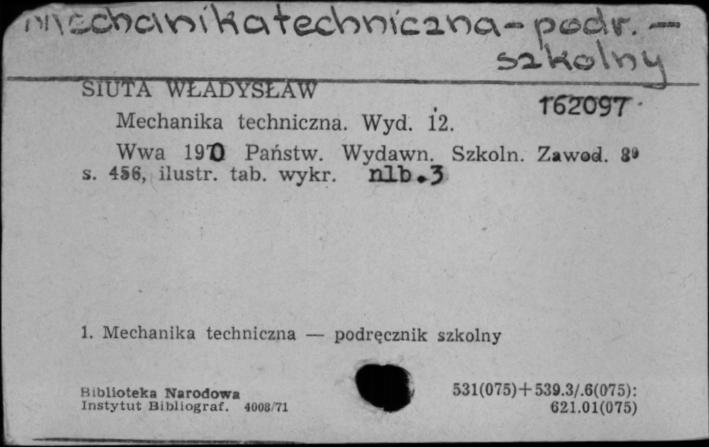 Mechanika techniczna - podr. -
szkolny
SIUTA WŁADYSŁAW
162097
Mechanika techniczna. Wyd. 12.
Wwa 1970 Państw. Wydawn. Szkoln. Zawod. 8°
s. 456, ilustr. tab. wykr. nlb.3
1. Mechanika techniczna — podręcznik szkolny
Biblioteka Narodowa
Instytut Bibliograf. 4008/71
531(075)+539.3/.6(075):
621.01(075)